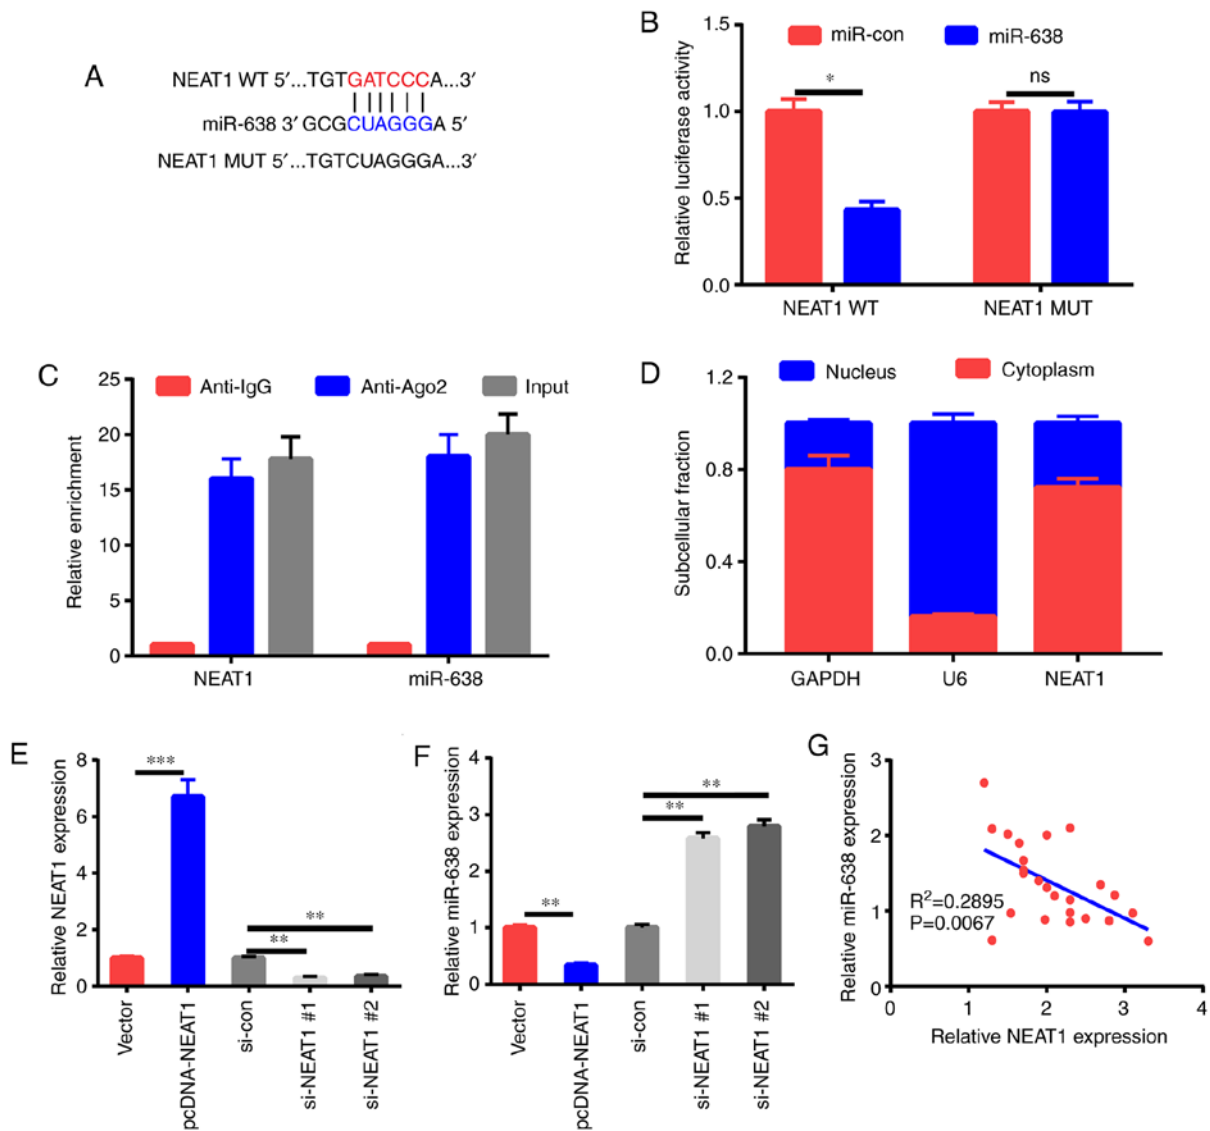 A
NEAT1 WT 5′...TGTGATCCCA...3′
miR-638 3′ GCGCUAGGGA 5′
NEAT1 MUT 5′...TGTCUAGGGA...3′
B
miR-con
miR-638
Relative luciferase activity
1.5
1.0
0.5
0.0
*
ns
NEAT1 WT
NEAT1 MUT
C
Anti-IgG
Anti-Ago2
Input
Relative enrichment
25
20
15
10
5
0
NEAT1
miR-638
D
Nucleus
Cytoplasm
Subcellular fraction
1.2
0.8
0.4
0.0
GAPDH
U6
NEAT1
E
Relative NEAT1 expression
8
6
4
2
0
***
**
**
Vector
pcDNA-NEAT1
si-con
si-NEAT1 #1
si-NEAT1 #2
F
Relative miR-638 expression
4
3
2
1
0
**
**
**
Vector
pcDNA-NEAT1
si-con
si-NEAT1 #1
si-NEAT1 #2
G
Relative miR-638 expression
3
2
1
0
R²=0.2895
P=0.0067
0
1
2
3
4
Relative NEAT1 expression